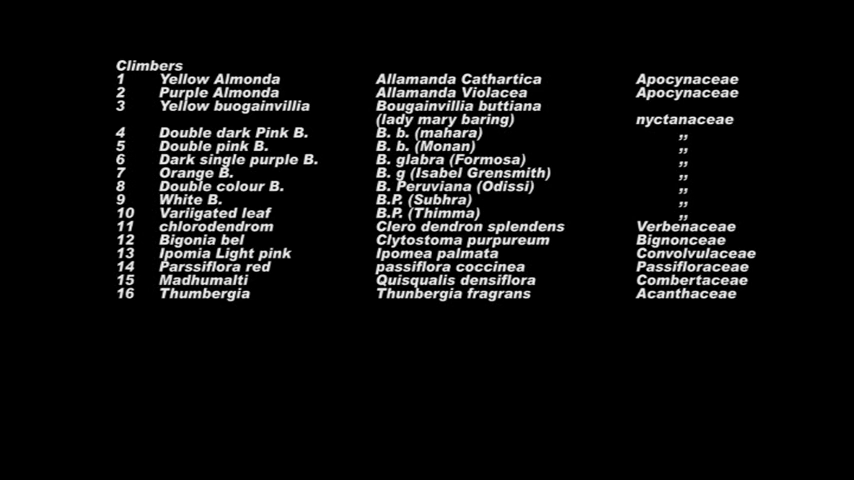 Climbers
1 Yellow Almonda Allamanda Cathartica Apocynaceae
2 Purple Almonda Allamanda Violacea Apocynaceae
3 Yellow buogainvillia Bougainvillia buttiana
(lady mary baring) nyctanaceae
4 Double dark Pink B. B. b. (mahara) ,,
5 Double pink B. B. b. (Monan) ,,
6 Dark single purple B. B. glabra (Formosa) ,,
7 Orange B. B. g (Isabel Grensmith) ,,
8 Double colour B. B. Peruviana (Odissi) ,,
9 White B. B.P. (Subhra) ,,
10 Variigated leaf B.P. (Thimma) ,,
11 chlorodendrom Clero dendron splendens Verbenaceae
12 Bigonia bel Clytostoma purpureum Bignonceae
13 Ipomia Light pink Ipomea palmata Convolvulaceae
14 Parssiflora red passiflora coccinea Passifloraceae
15 Madhumalti Quisqualis densiflora Combertaceae
16 Thumbergia Thunbergia fragrans Acanthaceae